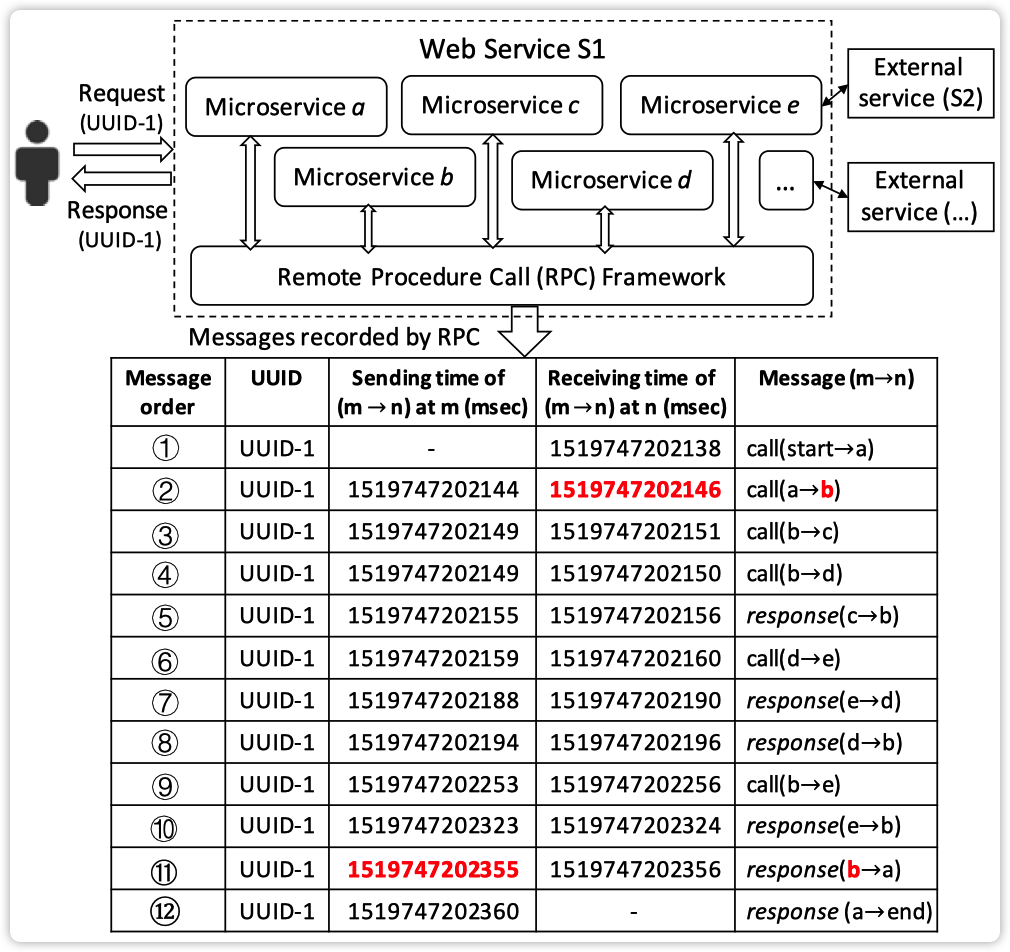 Web Service S1
Request
(UUID-1)
Response
(UUID-1)
Microservice a
Microservice c
Microservice e
Microservice b
Microservice d
...
External
service (S2)
External
service (...)
Remote Procedure Call (RPC) Framework
Messages recorded by RPC
Message order UUID Sending time of (m → n) at m (msec) Receiving time of (m→n) at n (msec) Message (m→n)
① UUID-1 - 1519747202138 call(start→a)
② UUID-1 1519747202144 1519747202146 call(a→b)
③ UUID-1 1519747202149 1519747202151 call(b→c)
④ UUID-1 1519747202149 1519747202150 call(b→d)
⑤ UUID-1 1519747202155 1519747202156 response(c→b)
⑥ UUID-1 1519747202159 1519747202160 call(d→e)
⑦ UUID-1 1519747202188 1519747202190 response(e→d)
⑧ UUID-1 1519747202194 1519747202196 response(d→b)
⑨ UUID-1 1519747202253 1519747202256 call(b→e)
⑩ UUID-1 1519747202323 1519747202324 response(e→b)
⑪ UUID-1 1519747202355 1519747202356 response(b→a)
⑫ UUID-1 1519747202360 - response (a→end)